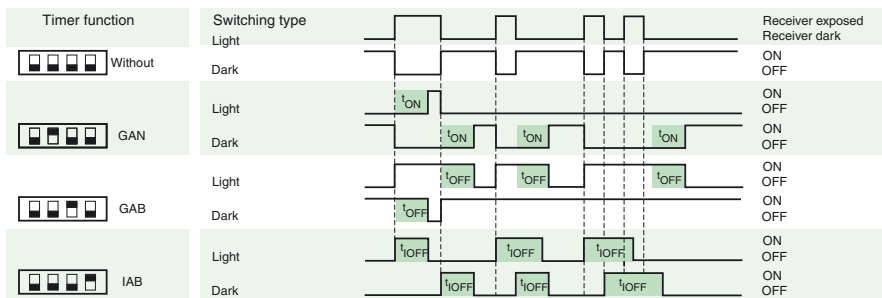 Timer function
Switching type
Receiver exposed
Light
Receiver dark
Without
Dark
ON
OFF
Light
tON
ON
OFF
GAN
Dark
tON
tON
tON
ON
OFF
Light
tOFF
tOFF
tOFF
ON
OFF
GAB
Dark
tOFF
ON
OFF
Light
tIOFF
tIOFF
tIOFF
ON
OFF
IAB
Dark
tIOFF
tIOFF
tIOFF
ON
OFF